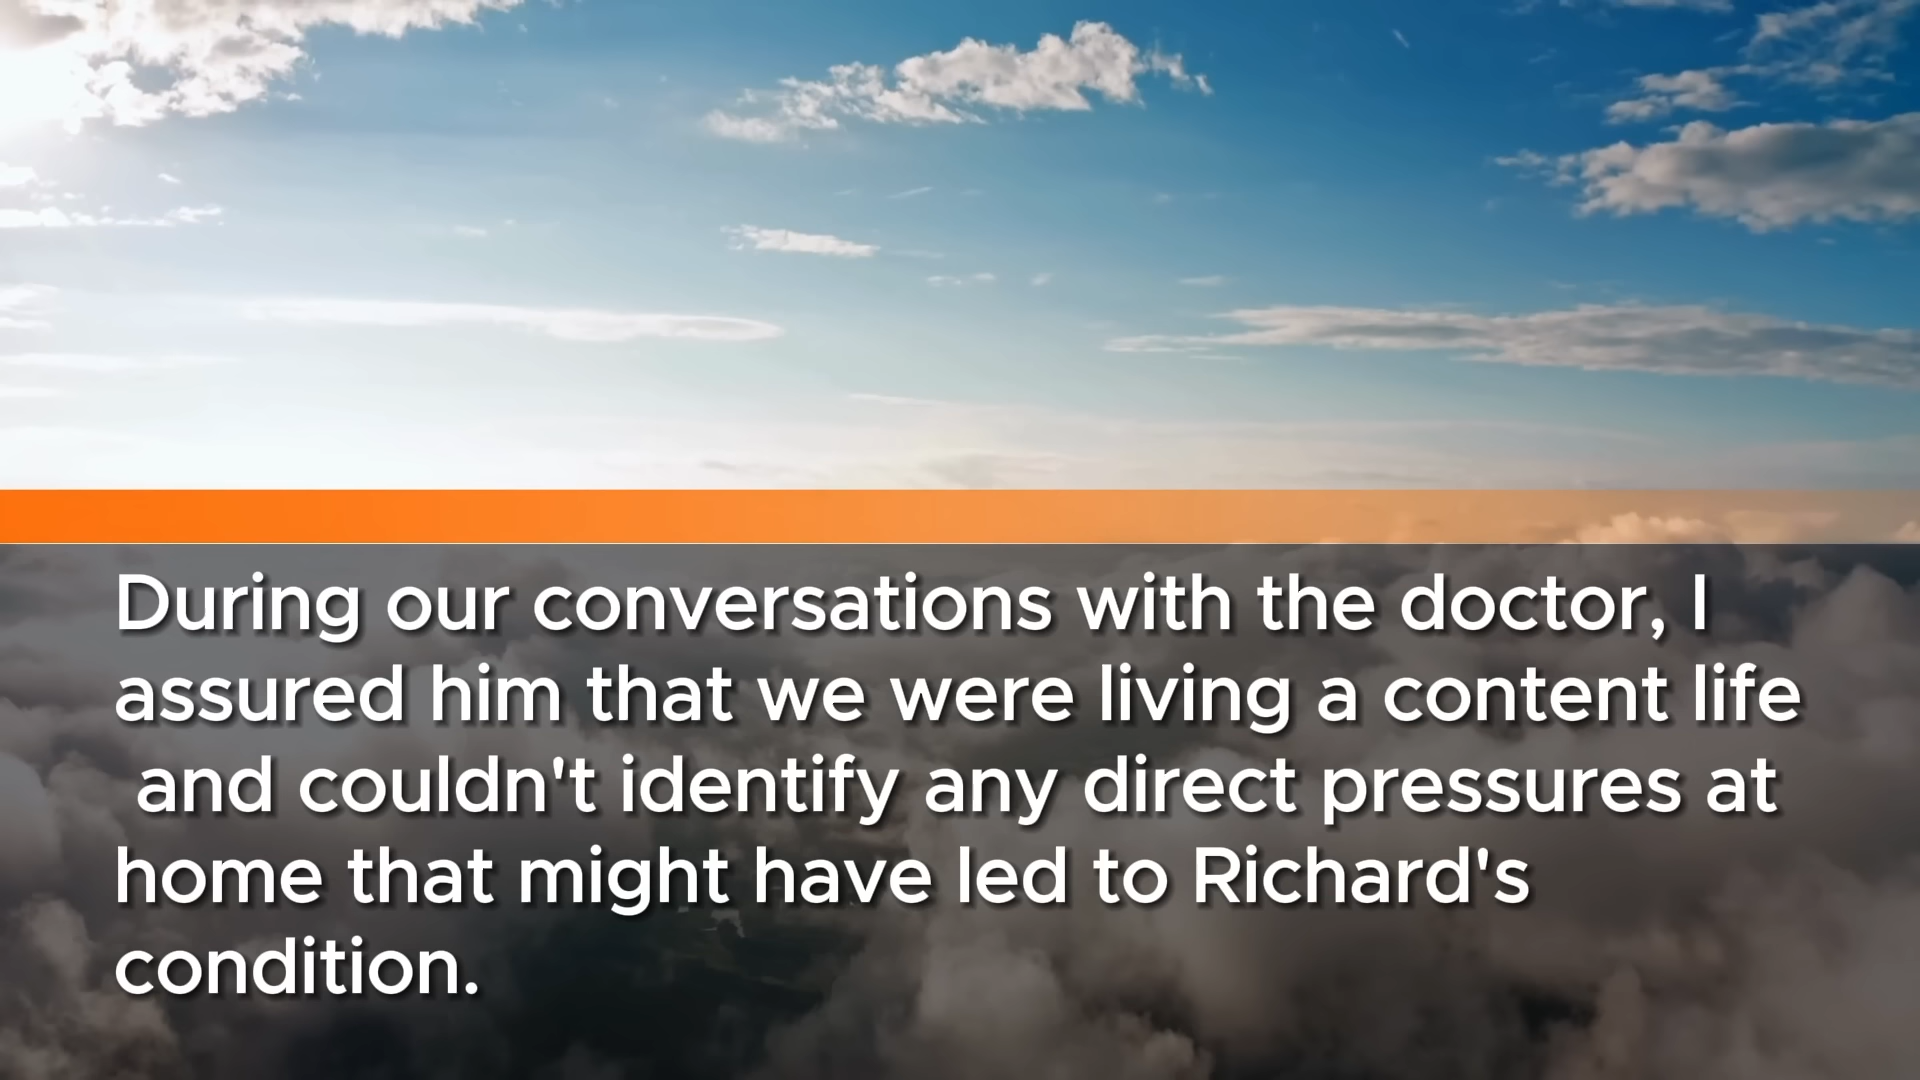 During our conversations with the doctor, I
assured him that we were living a content life
and couldn't identify any direct pressures at
home that might have led to Richard's
condition.